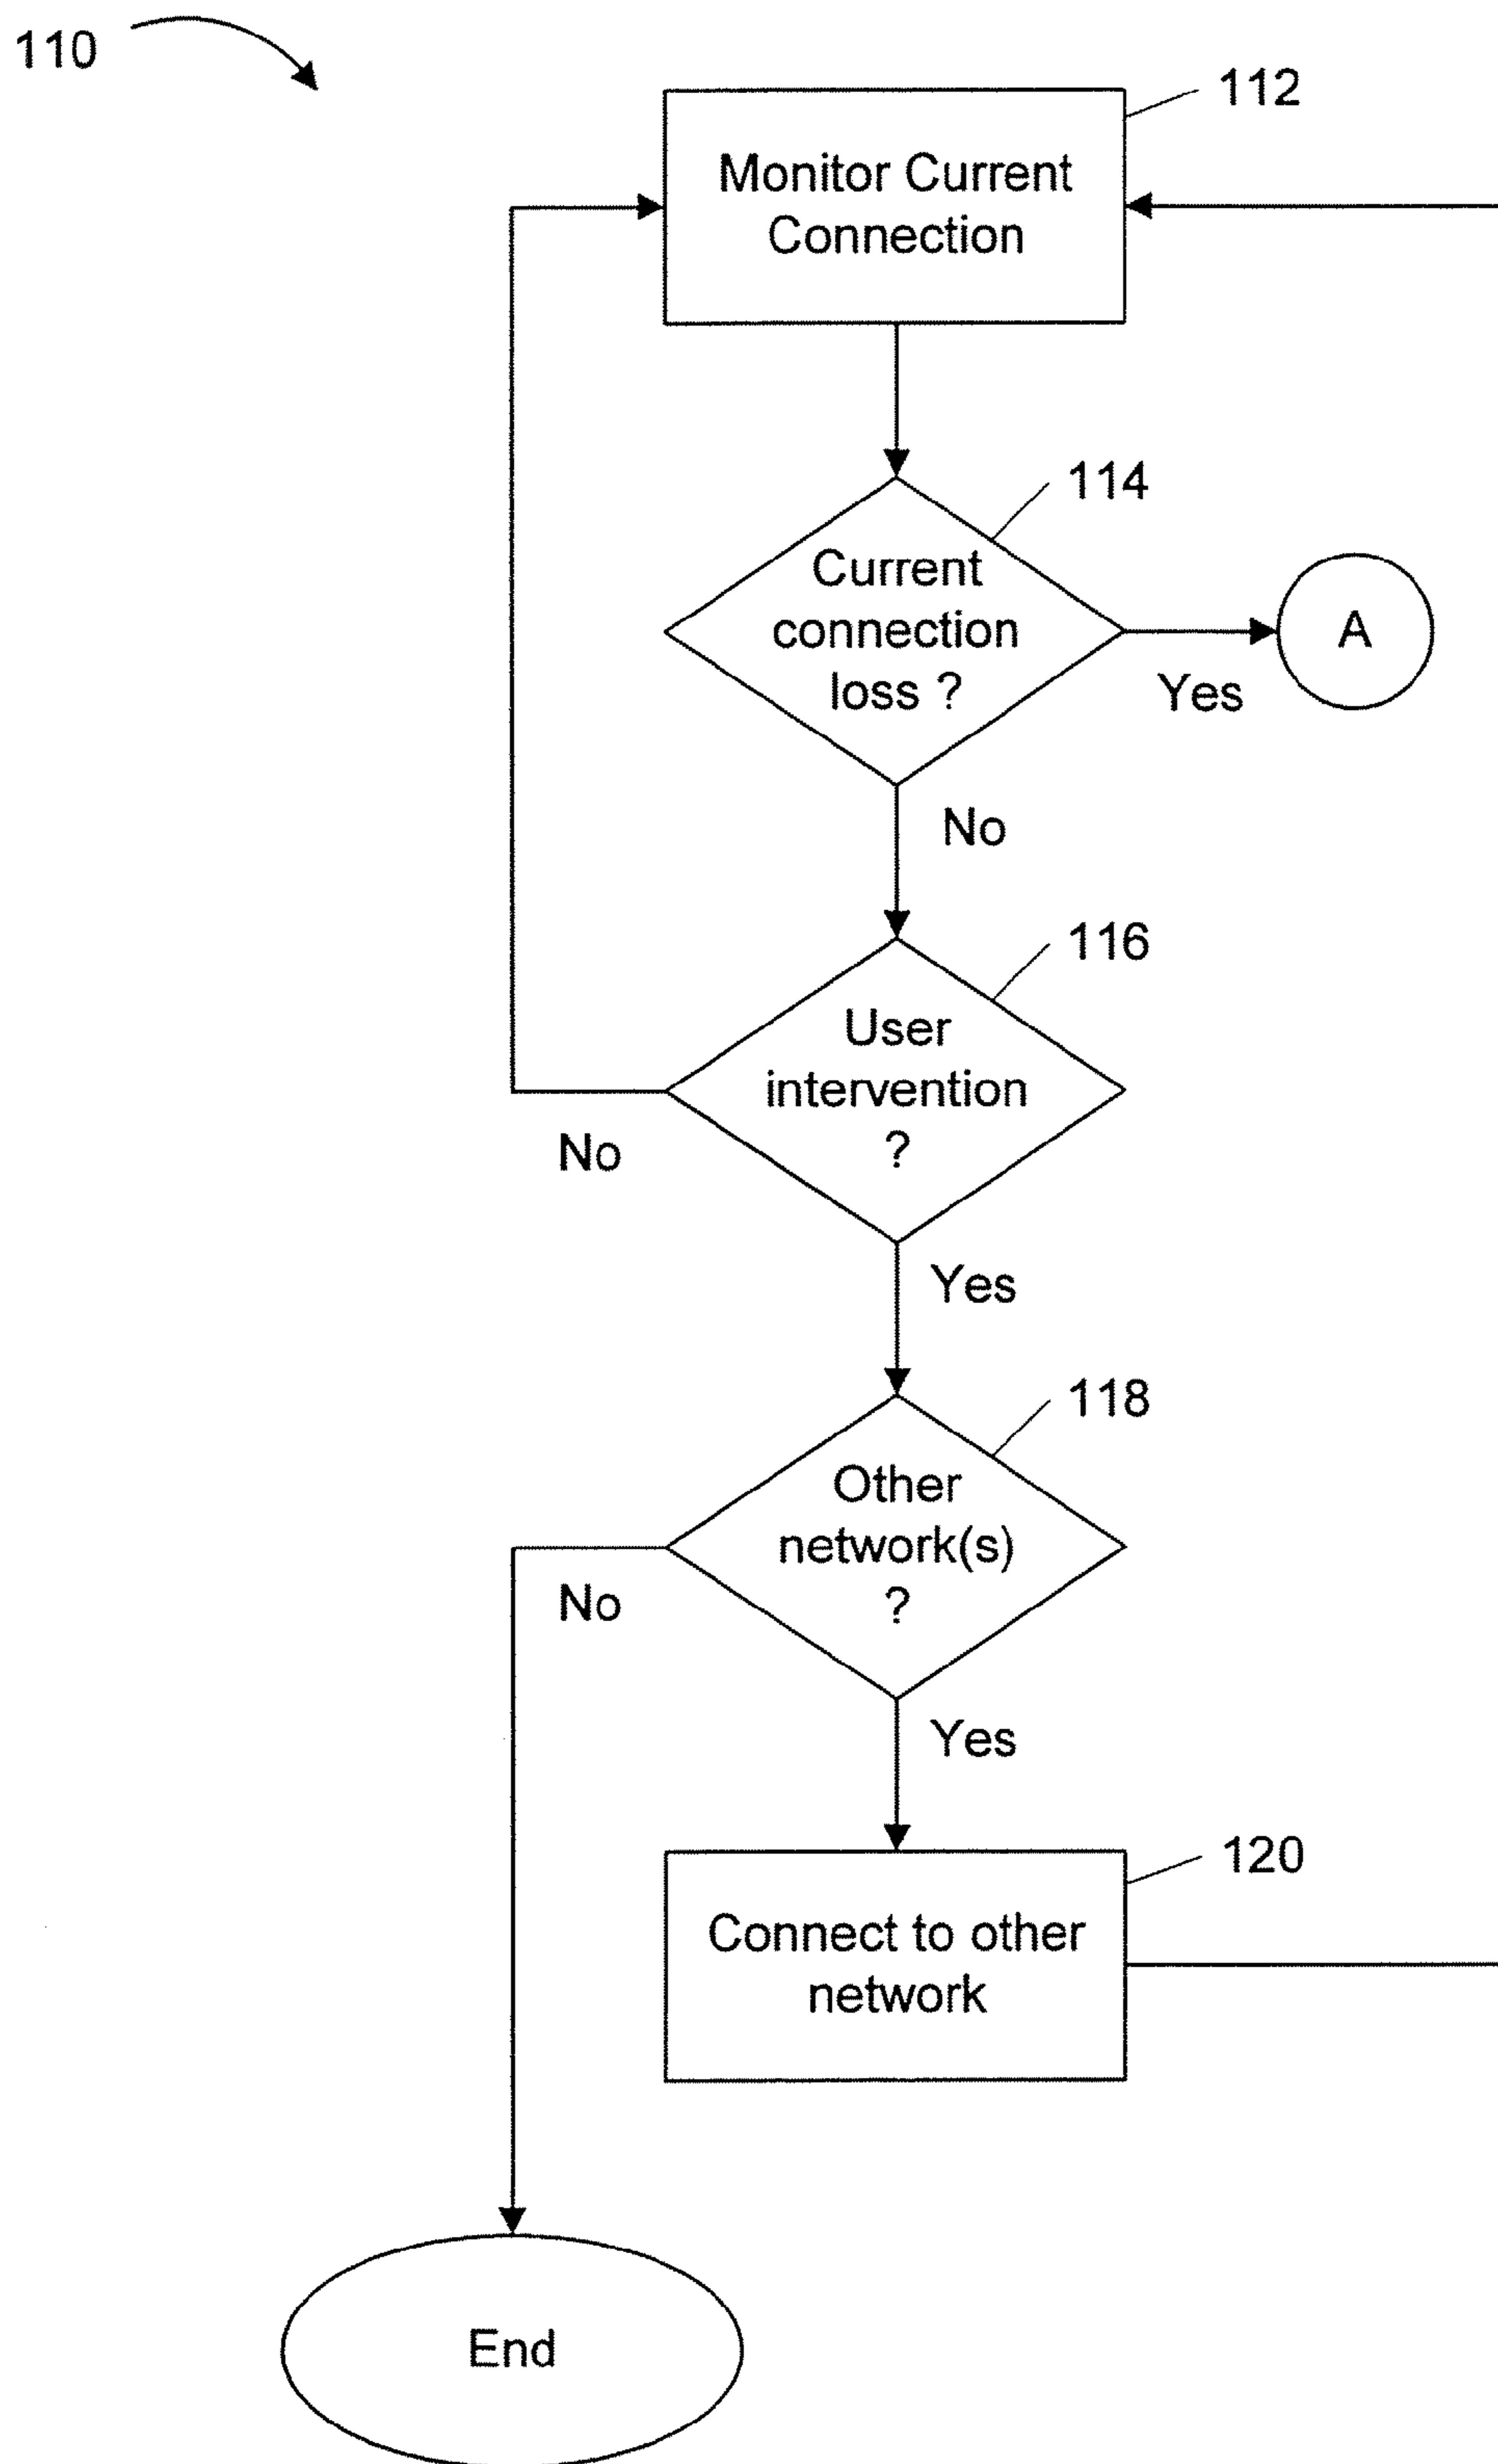 110
112
Monitor Current
Connection
114
Current
connection
loss ?
A
Yes
No
116
User
intervention
?
No
Yes
118
Other
network(s)
?
No
Yes
120
Connect to other
network
End